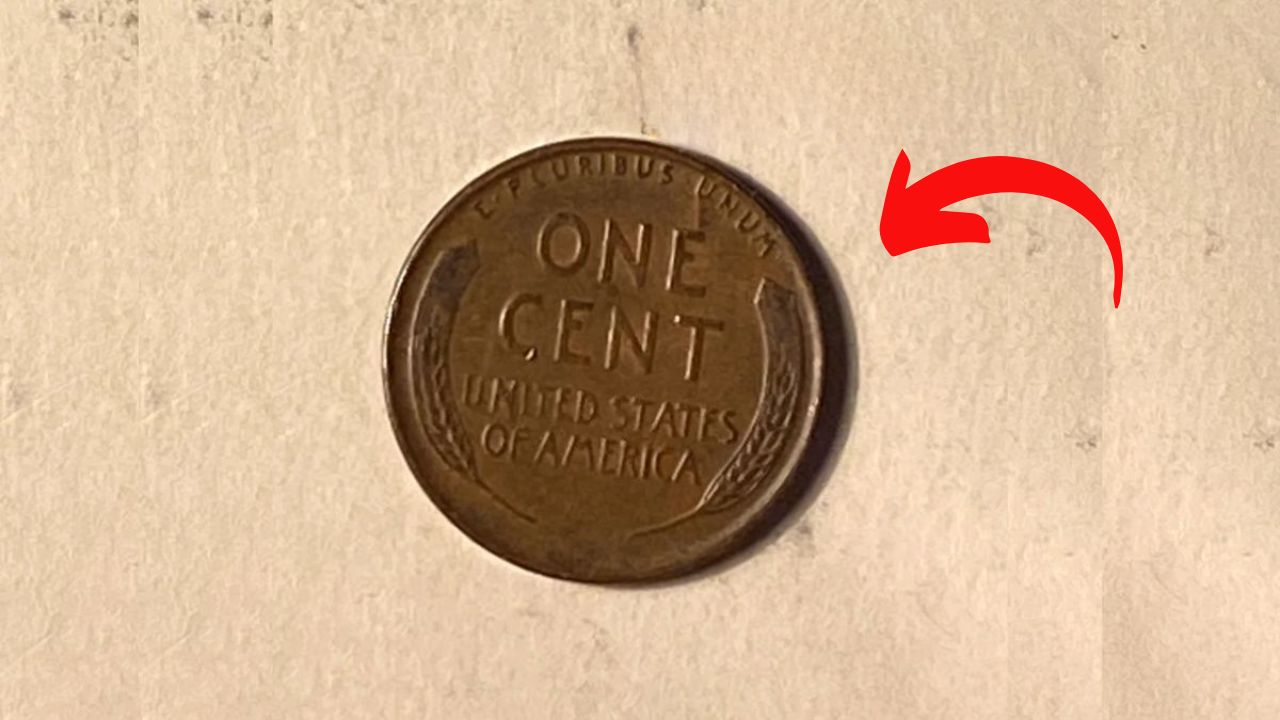 E·PLURIBUS UNUM
ONE
CENT
UNITED STATES
OF AMERICA